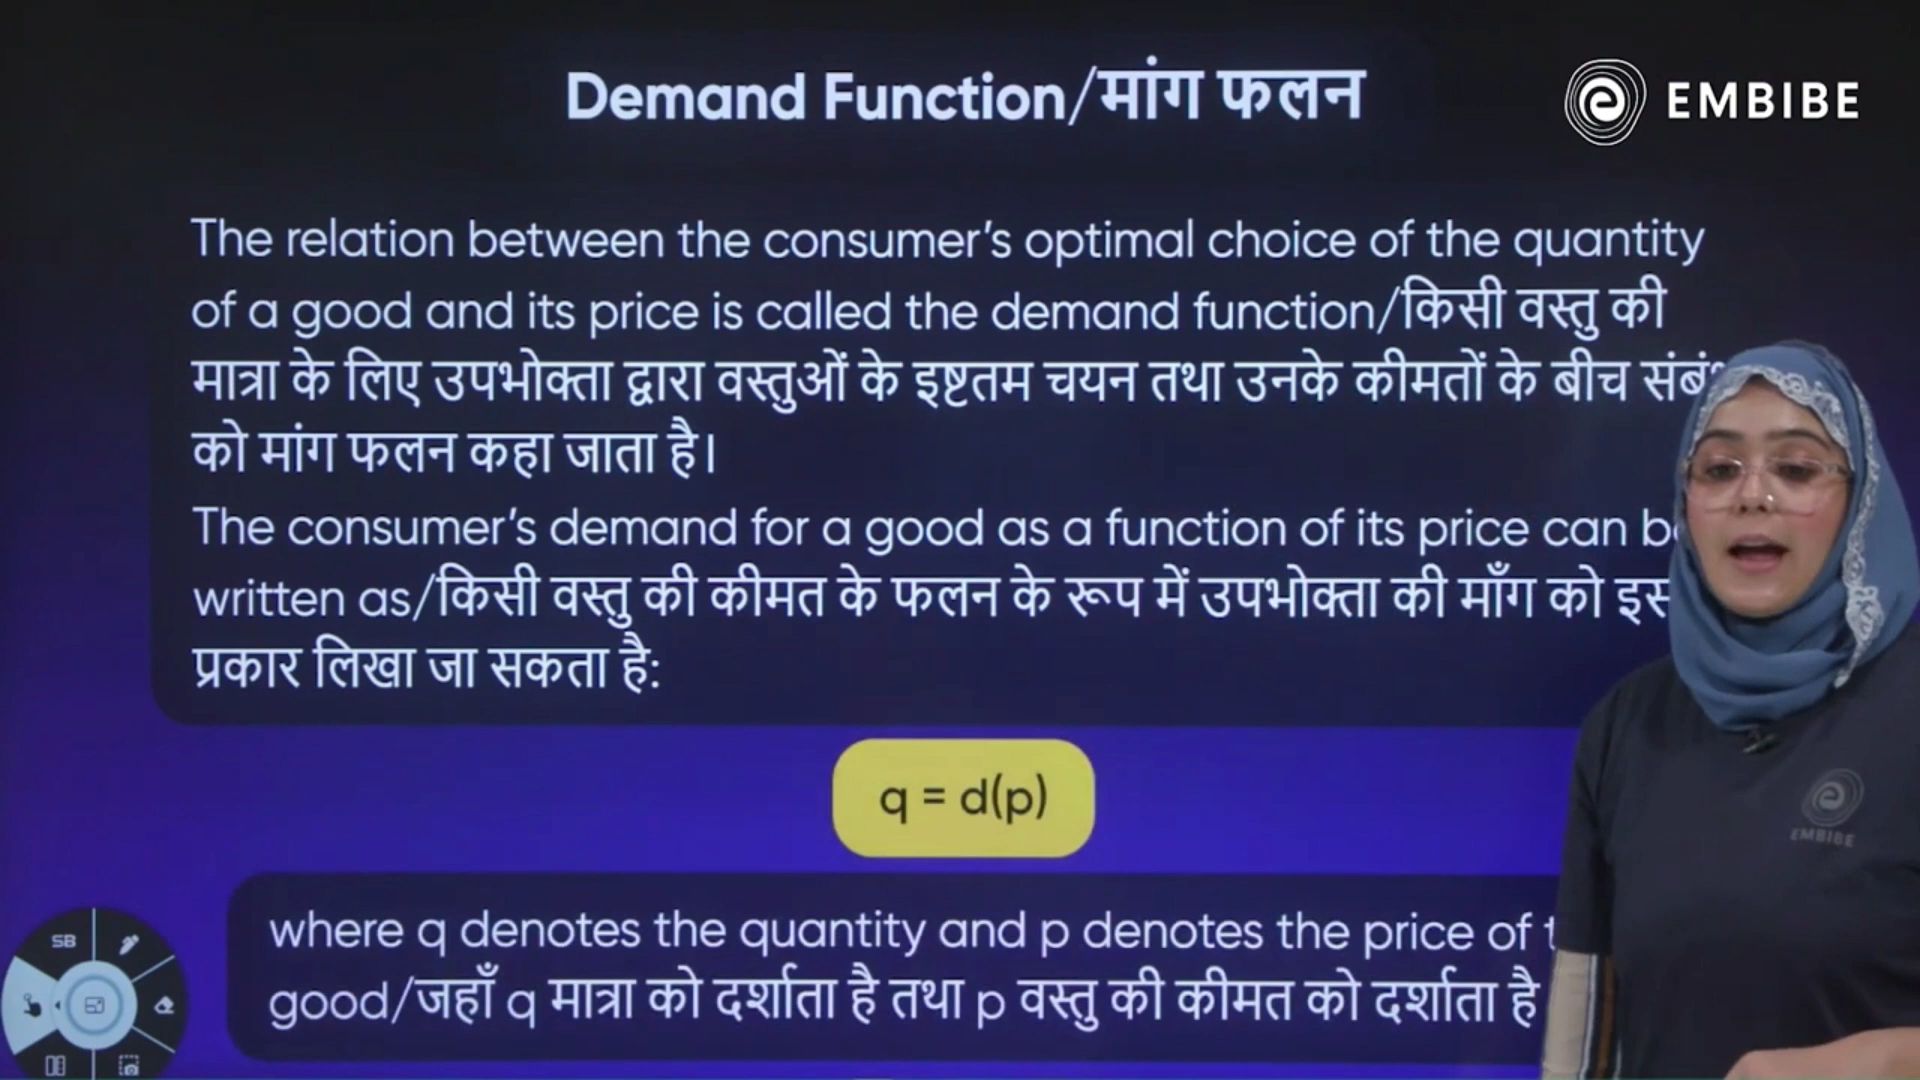 Demand Function/मांग फलन
EMBIBE
The relation between the consumer's optimal choice of the quantity
of a good and its price is called the demand function/किसी वस्तु की
मात्रा के लिए उपभोक्ता द्वारा वस्तुओं के इष्टतम चयन तथा उनके कीमतों के बीच
को मांग फलन कहा जाता है।
The consumer's demand for a good as a function of its price can
written as/किसी वस्तु की कीमत के फलन के रूप में उपभोक्ता की माँग को इस
प्रकार लिखा जा सकता है:
q = d(p)
EMBIBE
where q denotes the quantity and p denotes the price of
good/जहाँ q मात्रा को दर्शाता है तथा p वस्तु की कीमत को दर्शाता है
SB